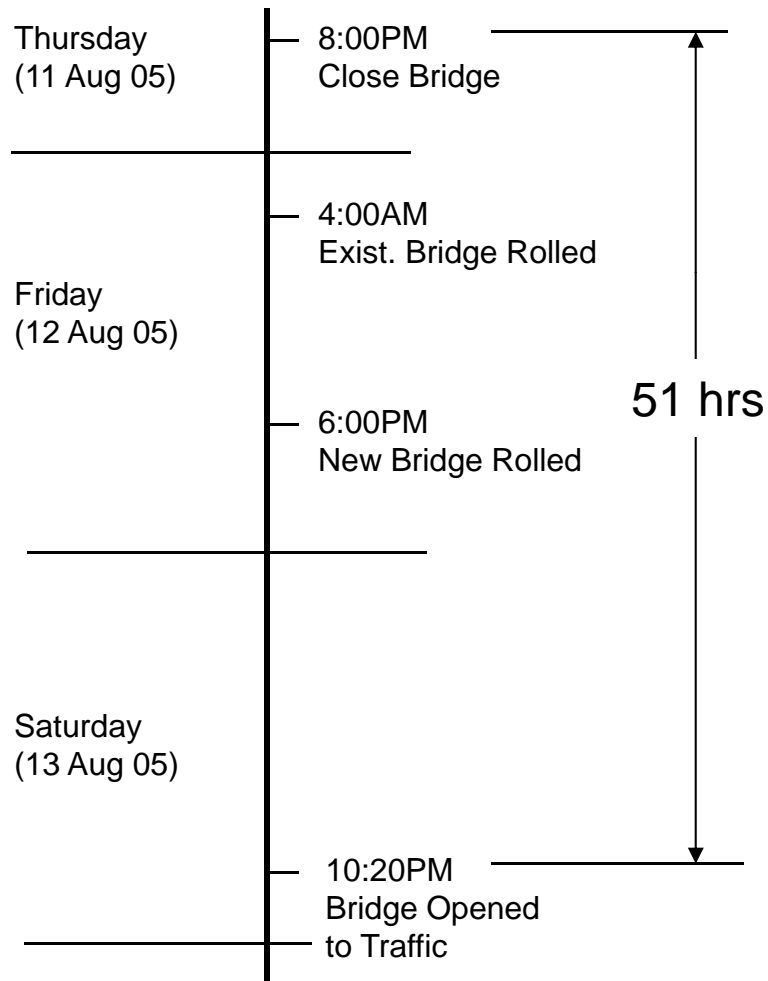 Thursday
(11 Aug 05)
8:00PM
Close Bridge
4:00AM
Exist. Bridge Rolled
Friday
(12 Aug 05)
51 hrs
6:00PM
New Bridge Rolled
Saturday
(13 Aug 05)
10:20PM
Bridge Opened
to Traffic